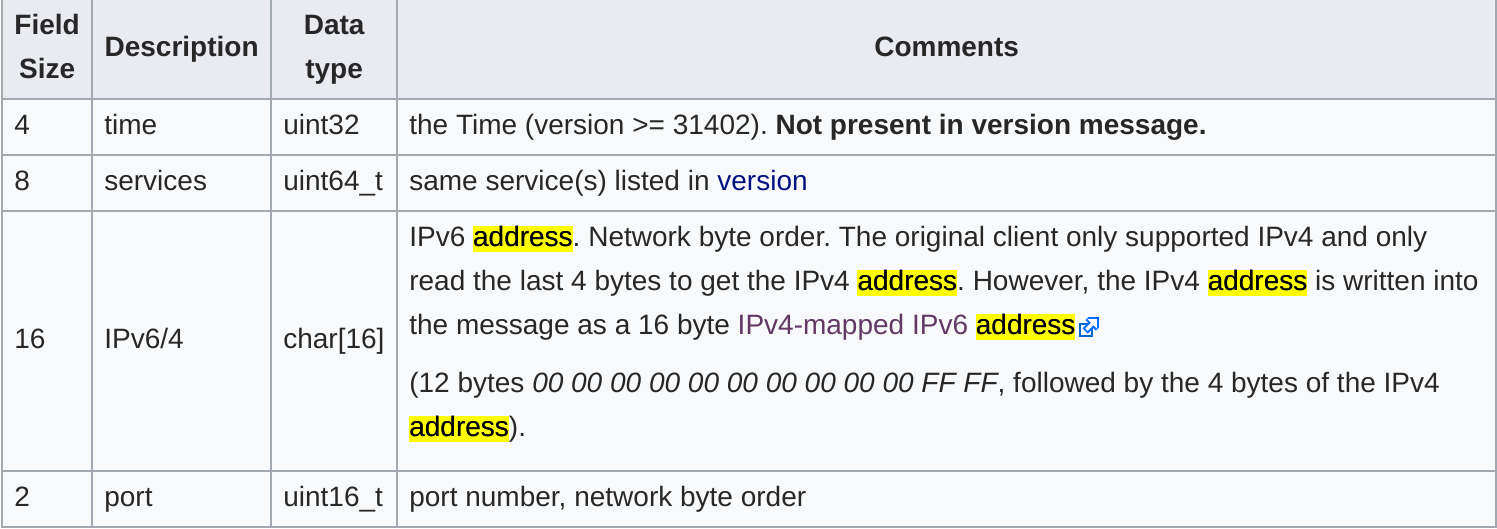 Field Size Description Data type Comments
4 time uint32 the Time (version >= 31402). Not present in version message.
8 services uint64_t same service(s) listed in version
16 IPv6/4 char[16] IPv6 address. Network byte order. The original client only supported IPv4 and only
read the last 4 bytes to get the IPv4 address. However, the IPv4 address is written into
the message as a 16 byte IPv4-mapped IPv6 address
(12 bytes 00 00 00 00 00 00 00 00 00 00 FF FF, followed by the 4 bytes of the IPv4
address).
2 port uint16_t port number, network byte order